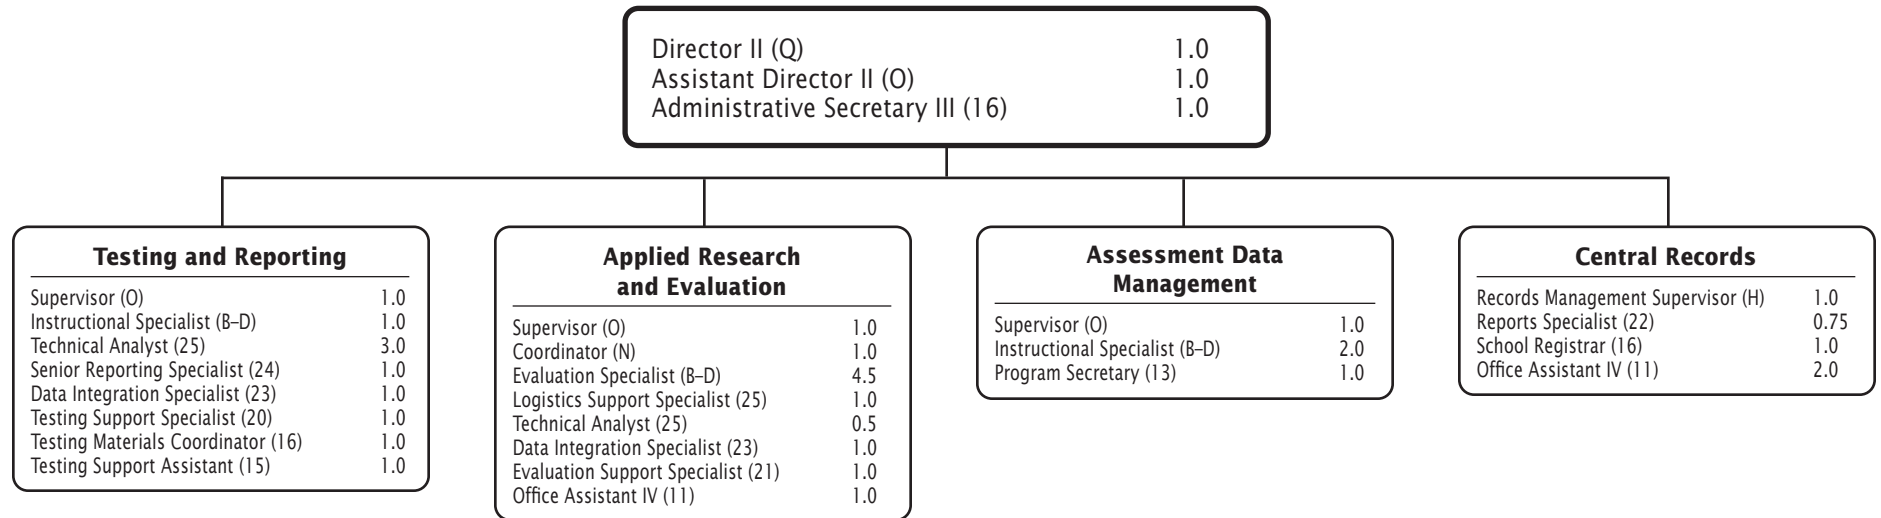 Director II (Q) 1.0
Assistant Director II (O) 1.0
Administrative Secretary III (16) 1.0
Testing and Reporting
Supervisor (O) 1.0
Instructional Specialist (B–D) 1.0
Technical Analyst (25) 3.0
Senior Reporting Specialist (24) 1.0
Data Integration Specialist (23) 1.0
Testing Support Specialist (20) 1.0
Testing Materials Coordinator (16) 1.0
Testing Support Assistant (15) 1.0
Applied Research
and Evaluation
Supervisor (O) 1.0
Coordinator (N) 1.0
Evaluation Specialist (B–D) 4.5
Logistics Support Specialist (25) 1.0
Technical Analyst (25) 0.5
Data Integration Specialist (23) 1.0
Evaluation Support Specialist (21) 1.0
Office Assistant IV (11) 1.0
Assessment Data
Management
Supervisor (O) 1.0
Instructional Specialist (B–D) 2.0
Program Secretary (13) 1.0
Central Records
Records Management Supervisor (H) 1.0
Reports Specialist (22) 0.75
School Registrar (16) 1.0
Office Assistant IV (11) 2.0